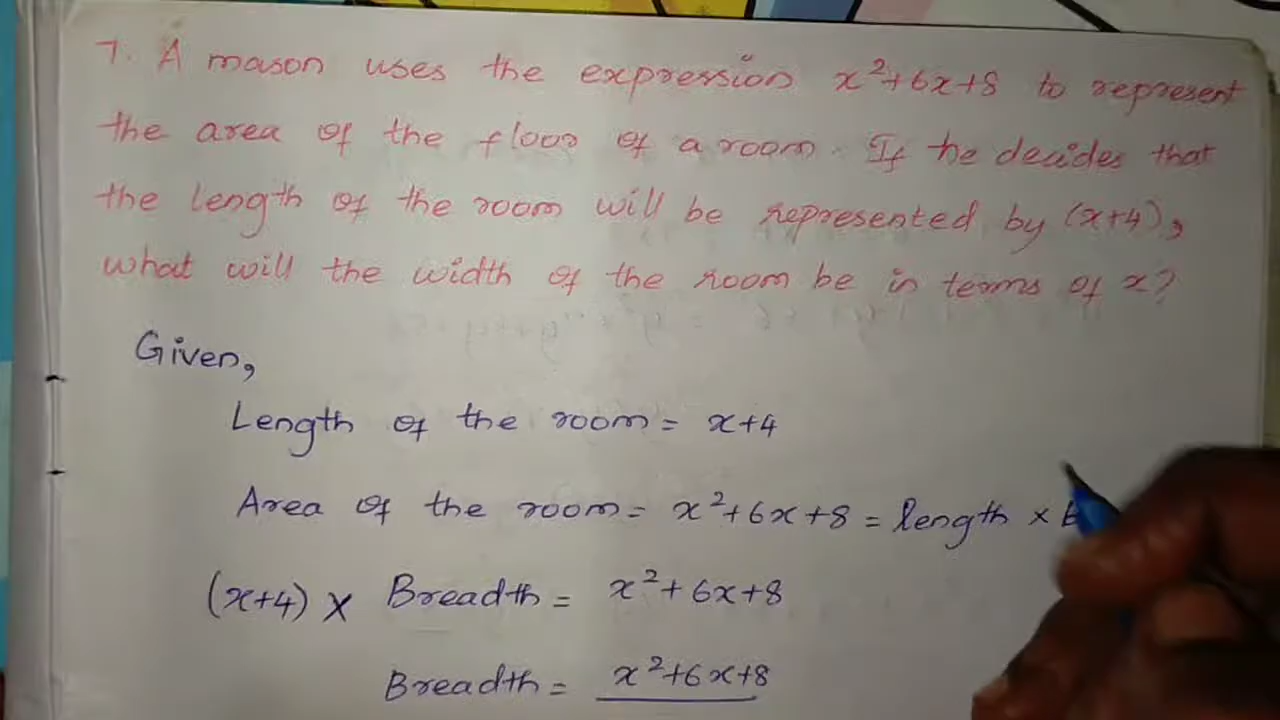 7. A mason uses the expression x²+6x+8 to represent
the area of the floor of a room. If he decides that
the length of the room will be represented by (x+4),
what will the width of the room be in terms of x?
Given,
Length of the room = x+4
Area of the room = x²+6x+8 = length ×
(x+4) × Breadth = x²+6x+8
Breadth = x²+6x+8